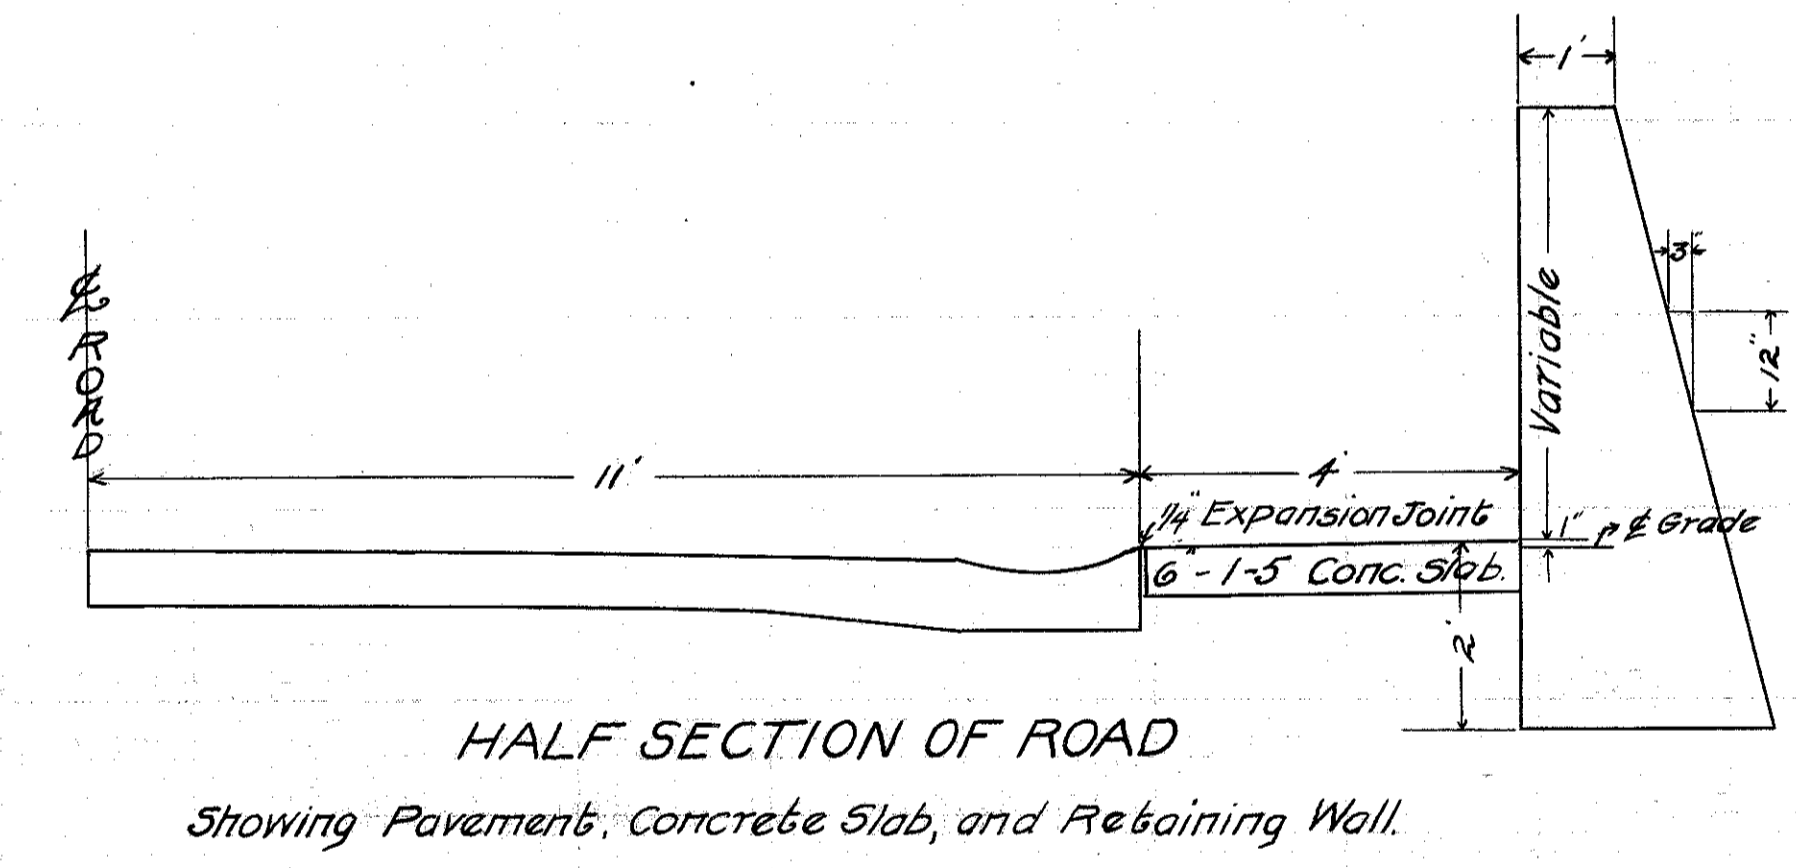 1'
3"
℄ ROAD
Variable
12"
11'
4'
1/4" Expansion Joint
1"
℄ Grade
6" - 1-5 Conc. Slab.
2'
HALF SECTION OF ROAD
Showing Pavement, Concrete Slab, and Retaining Wall.